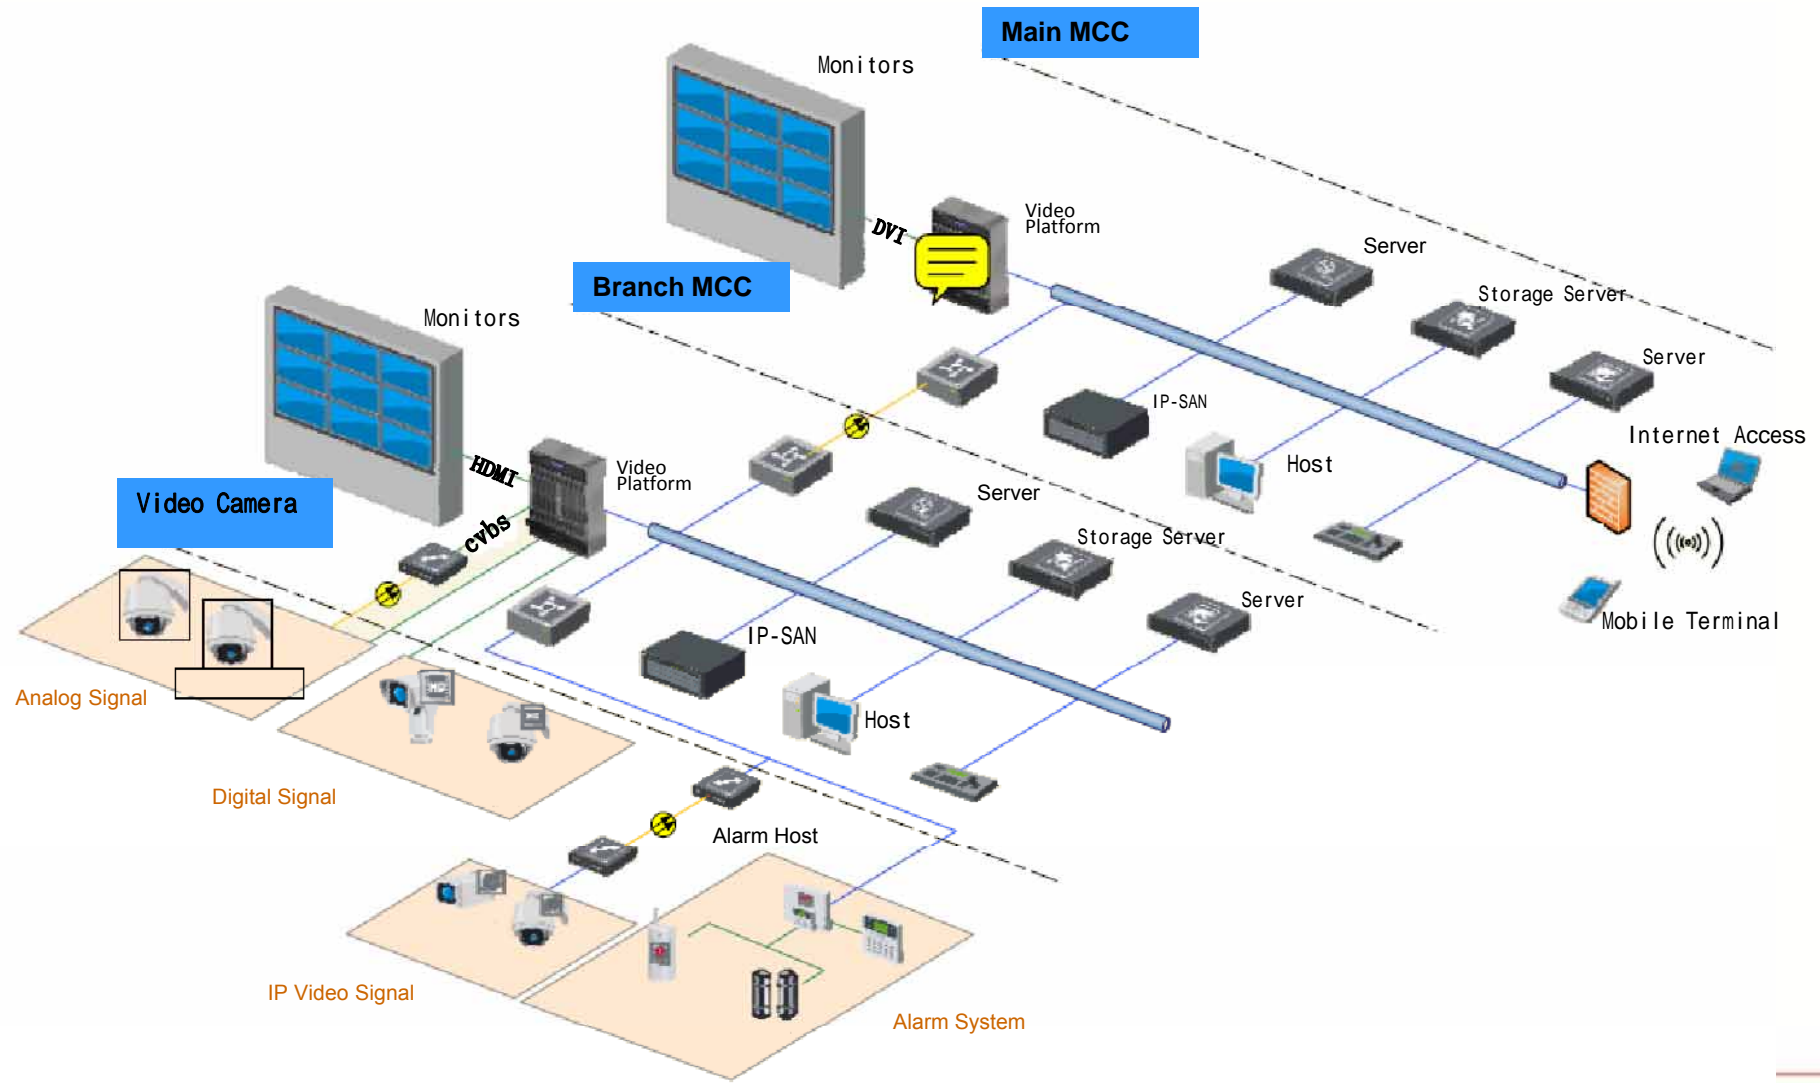 Main MCC
Monitors
DVI
Video
Platform
Server
Storage Server
Server
IP-SAN
Host
Internet Access
Mobile Terminal
Branch MCC
Monitors
HDMI
Video
Platform
cvbs
Server
Storage Server
Server
IP-SAN
Host
Video Camera
Analog Signal
Digital Signal
Alarm Host
IP Video Signal
Alarm System